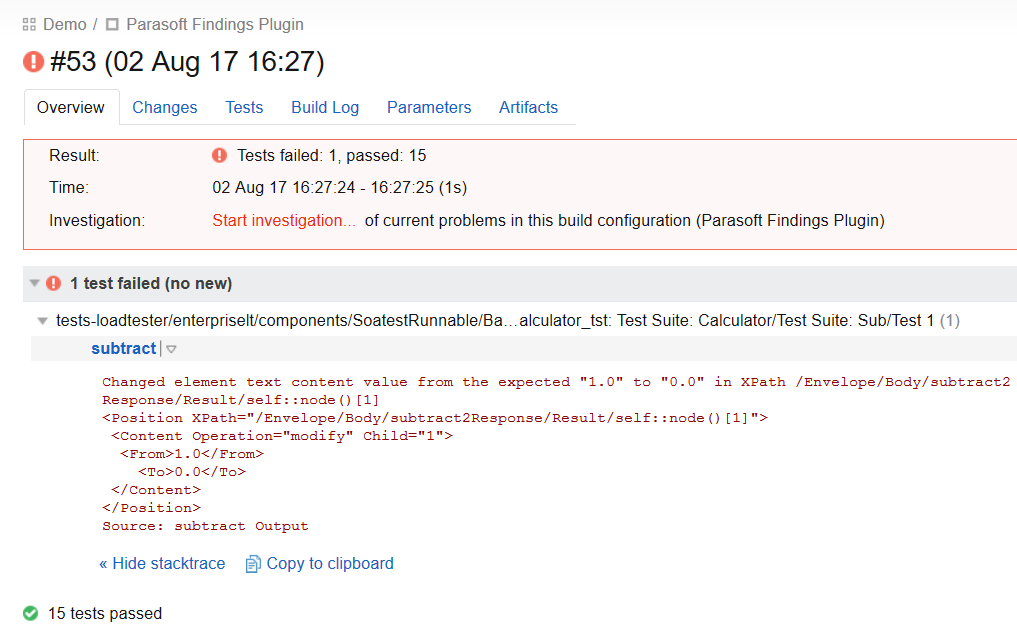 Demo / Parasoft Findings Plugin
#53 (02 Aug 17 16:27)
Overview Changes Tests Build Log Parameters Artifacts
Result: Tests failed: 1, passed: 15
Time: 02 Aug 17 16:27:24 - 16:27:25 (1s)
Investigation: Start investigation... of current problems in this build configuration (Parasoft Findings Plugin)
1 test failed (no new)
tests-loadtester/enterpriseIt/components/SoatestRunnable/Ba...alculator_tst: Test Suite: Calculator/Test Suite: Sub/Test 1 (1)
subtract
Changed element text content value from the expected "1.0" to "0.0" in XPath /Envelope/Body/subtract2
Response/Result/self::node()[1]
<Position XPath="/Envelope/Body/subtract2Response/Result/self::node()[1]">
<Content Operation="modify" Child="1">
<From>1.0</From>
<To>0.0</To>
</Content>
</Position>
Source: subtract Output
« Hide stacktrace Copy to clipboard
15 tests passed